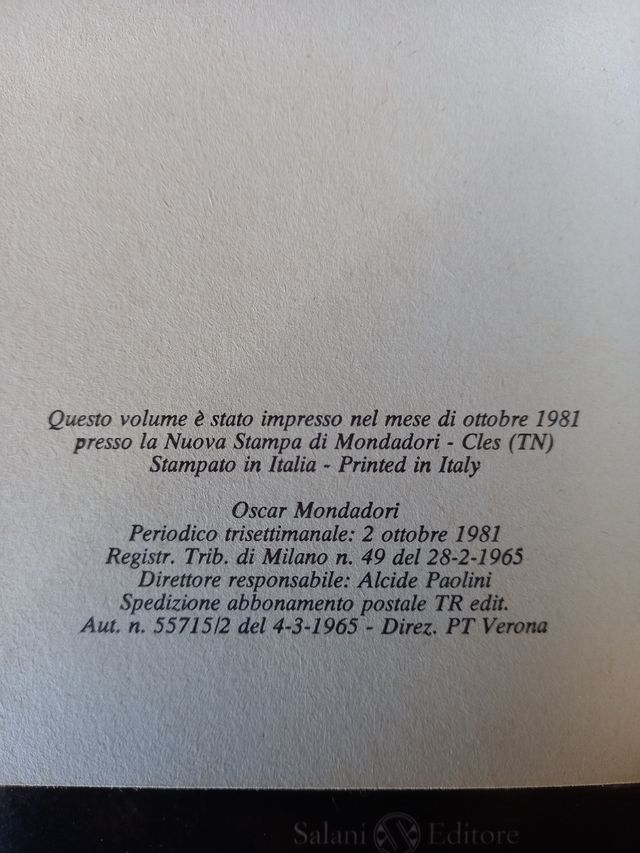 Questo volume è stato impresso nel mese di ottobre 1981
presso la Nuova Stampa di Mondadori - Cles (TN)
Stampato in Italia - Printed in Italy
Oscar Mondadori
Periodico trisettimanale: 2 ottobre 1981
Registr. Trib. di Milano n. 49 del 28-2-1965
Direttore responsabile: Alcide Paolini
Spedizione abbonamento postale TR edit.
Aut. n. 55715/2 del 4-3-1965 - Direz. PT Verona
Salani Editore